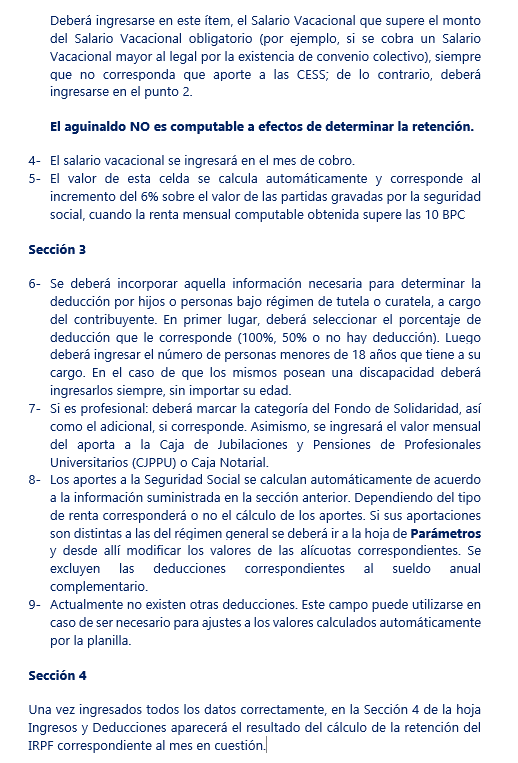 Deberá ingresarse en este ítem, el Salario Vacacional que supere el monto
del Salario Vacacional obligatorio (por ejemplo, si se cobra un Salario
Vacacional mayor al legal por la existencia de convenio colectivo), siempre
que no corresponda que aporte a las CESS; de lo contrario, deberá
ingresarse en el punto 2.
El aguinaldo NO es computable a efectos de determinar la retención.
4- El salario vacacional se ingresará en el mes de cobro.
5- El valor de esta celda se calcula automáticamente y corresponde al
incremento del 6% sobre el valor de las partidas gravadas por la seguridad
social, cuando la renta mensual computable obtenida supere las 10 BPC
Sección 3
6- Se deberá incorporar aquella información necesaria para determinar la
deducción por hijos o personas bajo régimen de tutela o curatela, a cargo
del contribuyente. En primer lugar, deberá seleccionar el porcentaje de
deducción que le corresponde (100%, 50% o no hay deducción). Luego
deberá ingresar el número de personas menores de 18 años que tiene a su
cargo. En el caso de que los mismos posean una discapacidad deberá
ingresarlos siempre, sin importar su edad.
7- Si es profesional: deberá marcar la categoría del Fondo de Solidaridad, así
como el adicional, si corresponde. Asimismo, se ingresará el valor mensual
del aporta a la Caja de Jubilaciones y Pensiones de Profesionales
Universitarios (CJPPU) o Caja Notarial.
8- Los aportes a la Seguridad Social se calculan automáticamente de acuerdo
a la información suministrada en la sección anterior. Dependiendo del tipo
de renta corresponderá o no el cálculo de los aportes. Si sus aportaciones
son distintas a las del régimen general se deberá ir a la hoja de Parámetros
y desde allí modificar los valores de las alícuotas correspondientes. Se
excluyen las deducciones correspondientes al sueldo anual
complementario.
9- Actualmente no existen otras deducciones. Este campo puede utilizarse en
caso de ser necesario para ajustes a los valores calculados automáticamente
por la planilla.
Sección 4
Una vez ingresados todos los datos correctamente, en la Sección 4 de la hoja
Ingresos y Deducciones aparecerá el resultado del cálculo de la retención del
IRPF correspondiente al mes en cuestión.